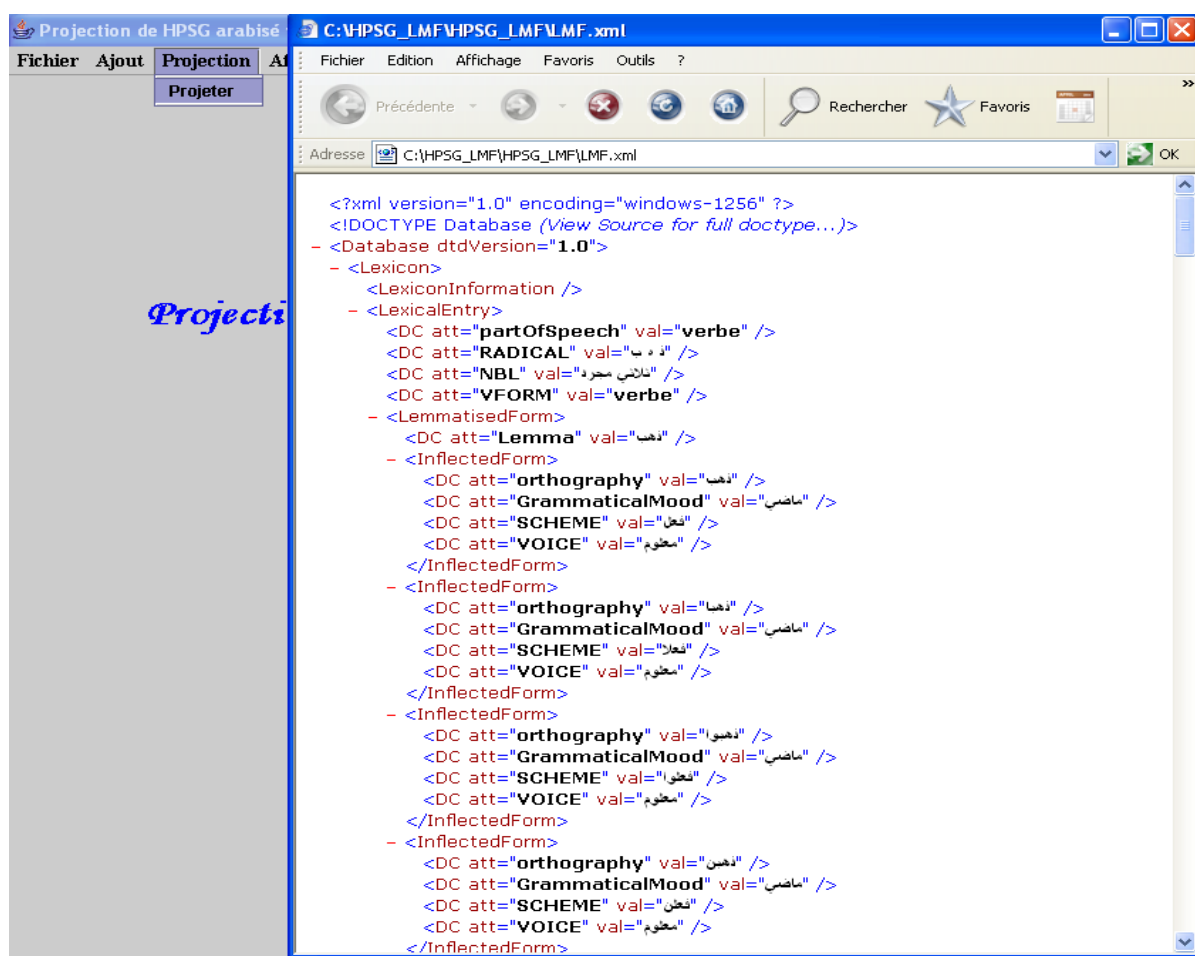 Projection de HPSG arabisé
Fichier Ajout Projection Af
Projeter
Projecti
C:\HPSG_LMF\HPSG_LMF\LMF.xml
Fichier Edition Affichage Favoris Outils ?
Précédente Rechercher Favoris »
Adresse C:\HPSG_LMF\HPSG_LMF\LMF.xml OK
<?xml version="1.0" encoding="windows-1256" ?>
<!DOCTYPE Database (View Source for full doctype...)>
- <Database dtdVersion="1.0">
- <Lexicon>
<LexiconInformation />
- <LexicalEntry>
<DC att="partOfSpeech" val="verbe" />
<DC att="RADICAL" val="ذ ه ب" />
<DC att="NBL" val="ثلاثي مجرد" />
<DC att="VFORM" val="verbe" />
- <LemmatisedForm>
<DC att="Lemma" val="ذهب" />
- <InflectedForm>
<DC att="orthography" val="ذهب" />
<DC att="GrammaticalMood" val="ماضي" />
<DC att="SCHEME" val="فعل" />
<DC att="VOICE" val="معلوم" />
</InflectedForm>
- <InflectedForm>
<DC att="orthography" val="ذهبا" />
<DC att="GrammaticalMood" val="ماضي" />
<DC att="SCHEME" val="فعلا" />
<DC att="VOICE" val="معلوم" />
</InflectedForm>
- <InflectedForm>
<DC att="orthography" val="ذهبوا" />
<DC att="GrammaticalMood" val="ماضي" />
<DC att="SCHEME" val="فعلوا" />
<DC att="VOICE" val="معلوم" />
</InflectedForm>
- <InflectedForm>
<DC att="orthography" val="ذهبن" />
<DC att="GrammaticalMood" val="ماضي" />
<DC att="SCHEME" val="فعلن" />
<DC att="VOICE" val="معلوم" />
</InflectedForm>